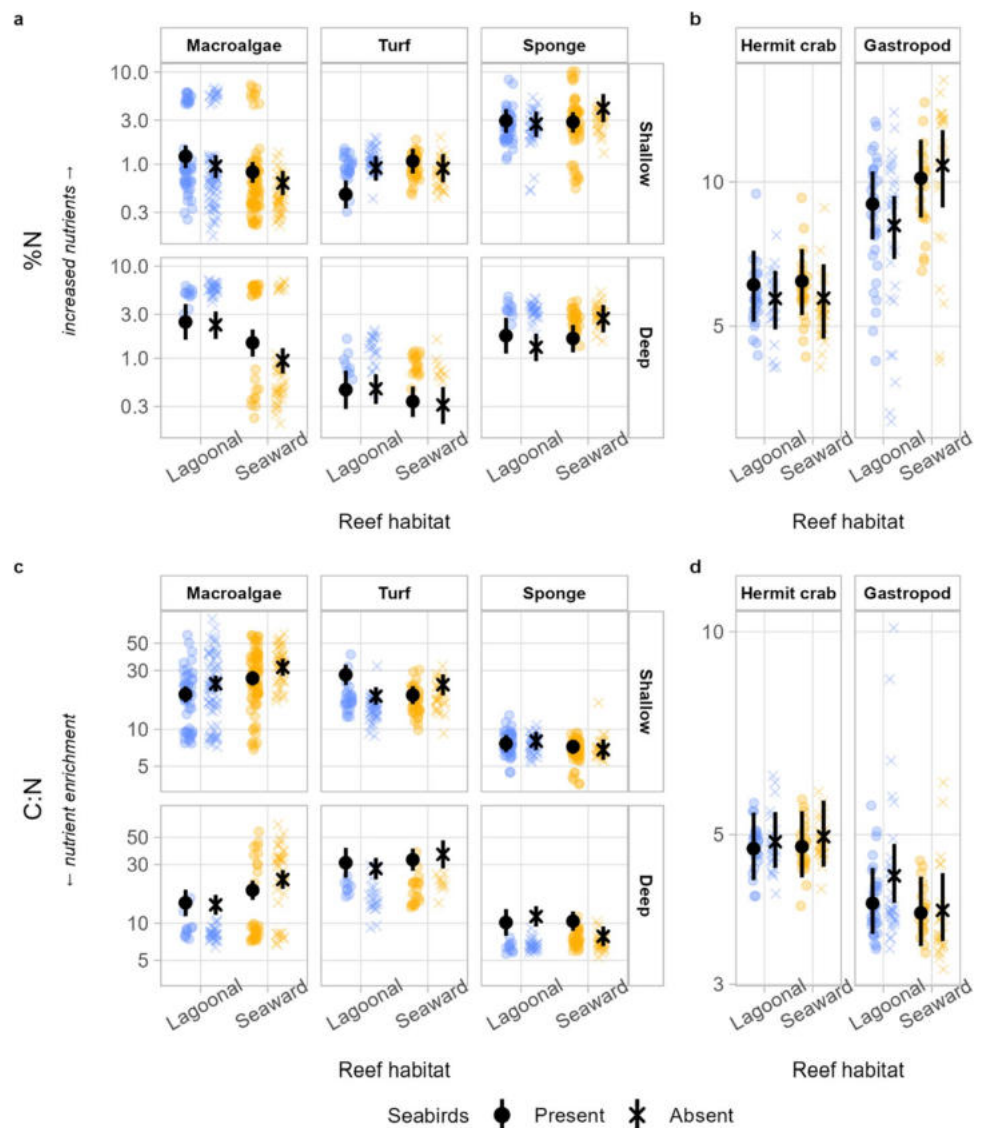 a
b
Macroalgae Turf Sponge
Hermit crab Gastropod
10.0
3.0
1.0
0.3
Shallow
10.0
3.0
1.0
0.3
Deep
%N
increased nutrients →
10
5
Lagoonal Seaward Lagoonal Seaward Lagoonal Seaward
Lagoonal Seaward Lagoonal Seaward
Reef habitat
Reef habitat
c
d
Macroalgae Turf Sponge
Hermit crab Gastropod
50
30
10
5
Shallow
50
30
10
5
Deep
C:N
← nutrient enrichment
10
5
3
Lagoonal Seaward Lagoonal Seaward Lagoonal Seaward
Lagoonal Seaward Lagoonal Seaward
Reef habitat
Reef habitat
Seabirds Present Absent